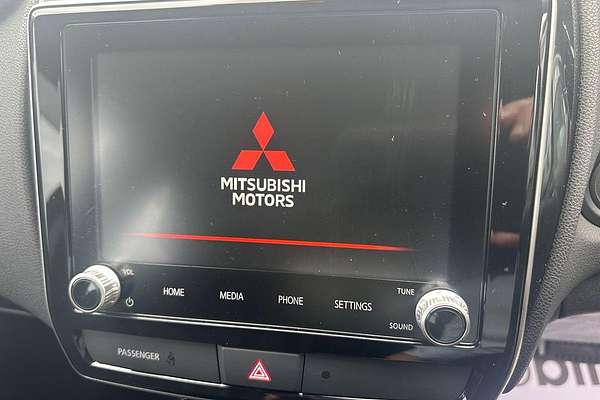 MITSUBISHI
MOTORS
VOL
HOME
MEDIA
PHONE
SETTINGS
TUNE
SOUND
PASSENGER